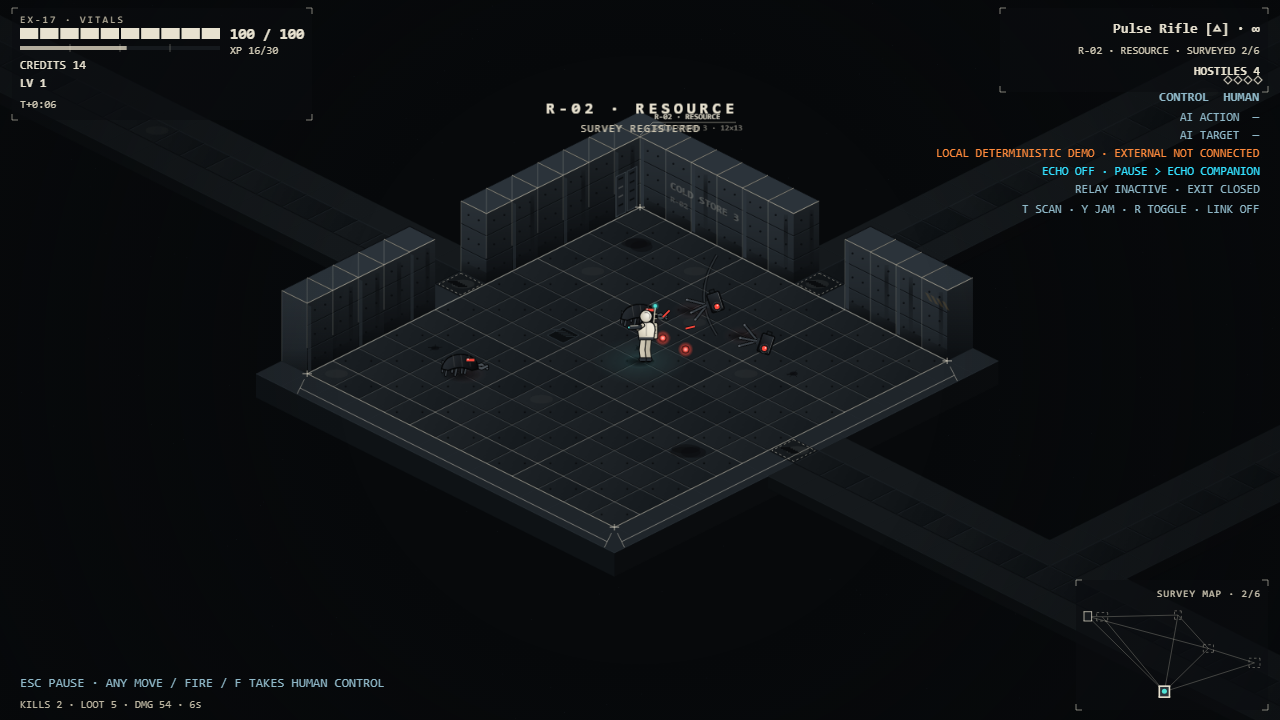 EX-17 · VITALS
100 / 100
XP 16/30
CREDITS 14
LV 1
T+0:06
Pulse Rifle [▲] · ∞
R-02 · RESOURCE · SURVEYED 2/6
HOSTILES 4
CONTROL HUMAN
AI ACTION —
AI TARGET —
LOCAL DETERMINISTIC DEMO · EXTERNAL NOT CONNECTED
ECHO OFF · PAUSE > ECHO COMPANION
RELAY INACTIVE · EXIT CLOSED
T SCAN · Y JAM · R TOGGLE · LINK OFF
R-02 · RESOURCE
R-02 · RESOURCE
SURVEY REGISTERED
3 · 12x13
COLD STORE 3
R-02
SURVEY MAP · 2/6
ESC PAUSE · ANY MOVE / FIRE / F TAKES HUMAN CONTROL
KILLS 2 · LOOT 5 · DMG 54 · 6s